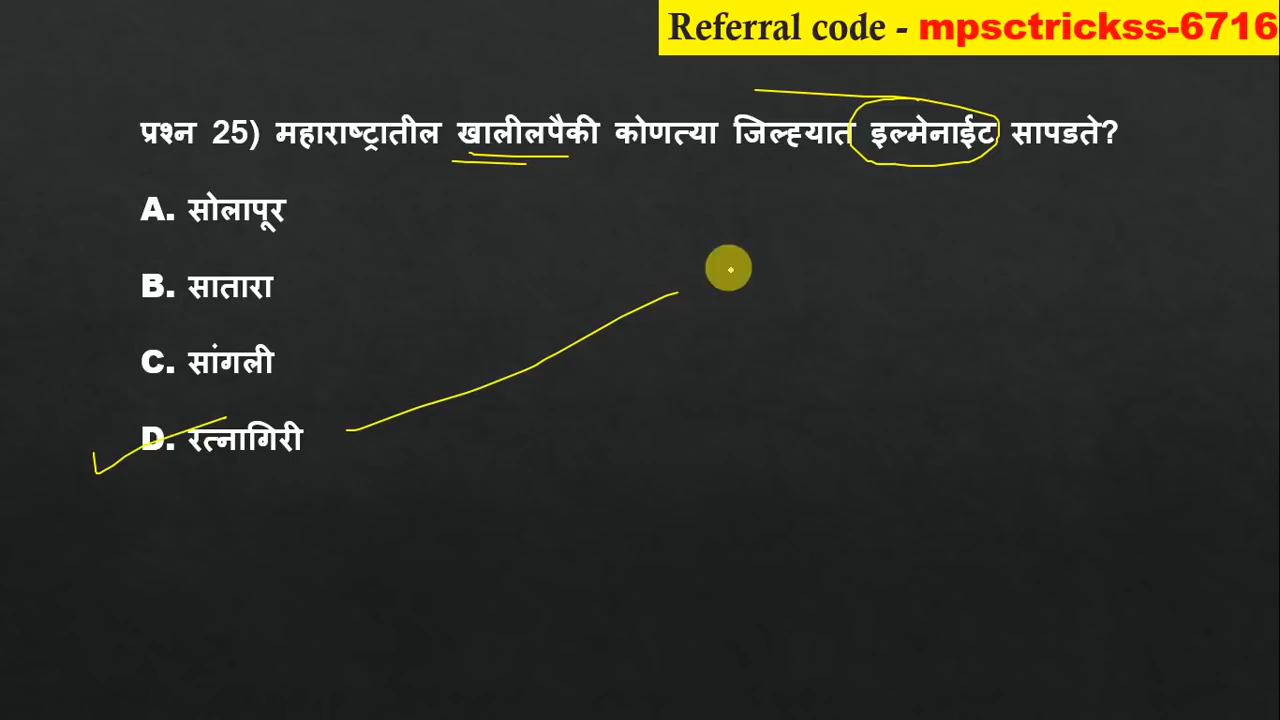 Referral code - mpsctrickss-6716
प्रश्न 25) महाराष्ट्रातील खालीलपैकी कोणत्या जिल्ह्यात इल्मेनाईट सापडते?
A. सोलापूर
B. सातारा
C. सांगली
D. रत्नागिरी